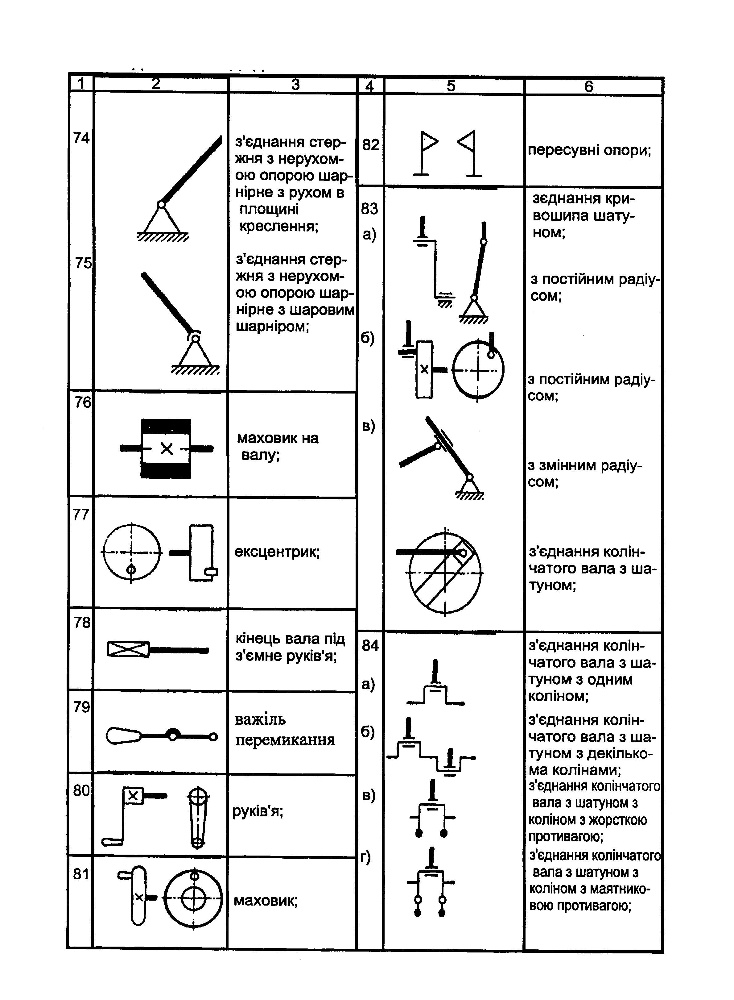 1 2 3 4 5 6
74
з'єднання стер-
жня з нерухом-
ою опорою шар-
нірне з рухом в
площині
креслення;
75
з'єднання стер-
жня з нерухом-
ою опорою шар-
нірне з шаровим
шарніром;
76
маховик на
валу;
77
ексцентрик;
78
кінець вала під
з'ємне руків'я;
79
важіль
перемикання
80
руків'я;
81
маховик;
82
пересувні опори;
83
зєднання кри-
вошипа шату-
ном;
а)
з постійним радіу-
сом;
б)
з постійним радіу-
сом;
в)
з змінним радіу-
сом;
з'єднання колін-
чатого вала з ша-
туном;
84
з'єднання колін-
чатого вала з ша-
туном з одним
коліном;
а)
б)
з'єднання колін-
чатого вала з ша-
туном з декілько-
ма колінами;
в)
з'єднання колінчатого
вала з шатуном з
коліном з жорсткою
противагою;
г)
з'єднання колінчатого
вала з шатуном з
коліном з маятнико-
вою противагою;